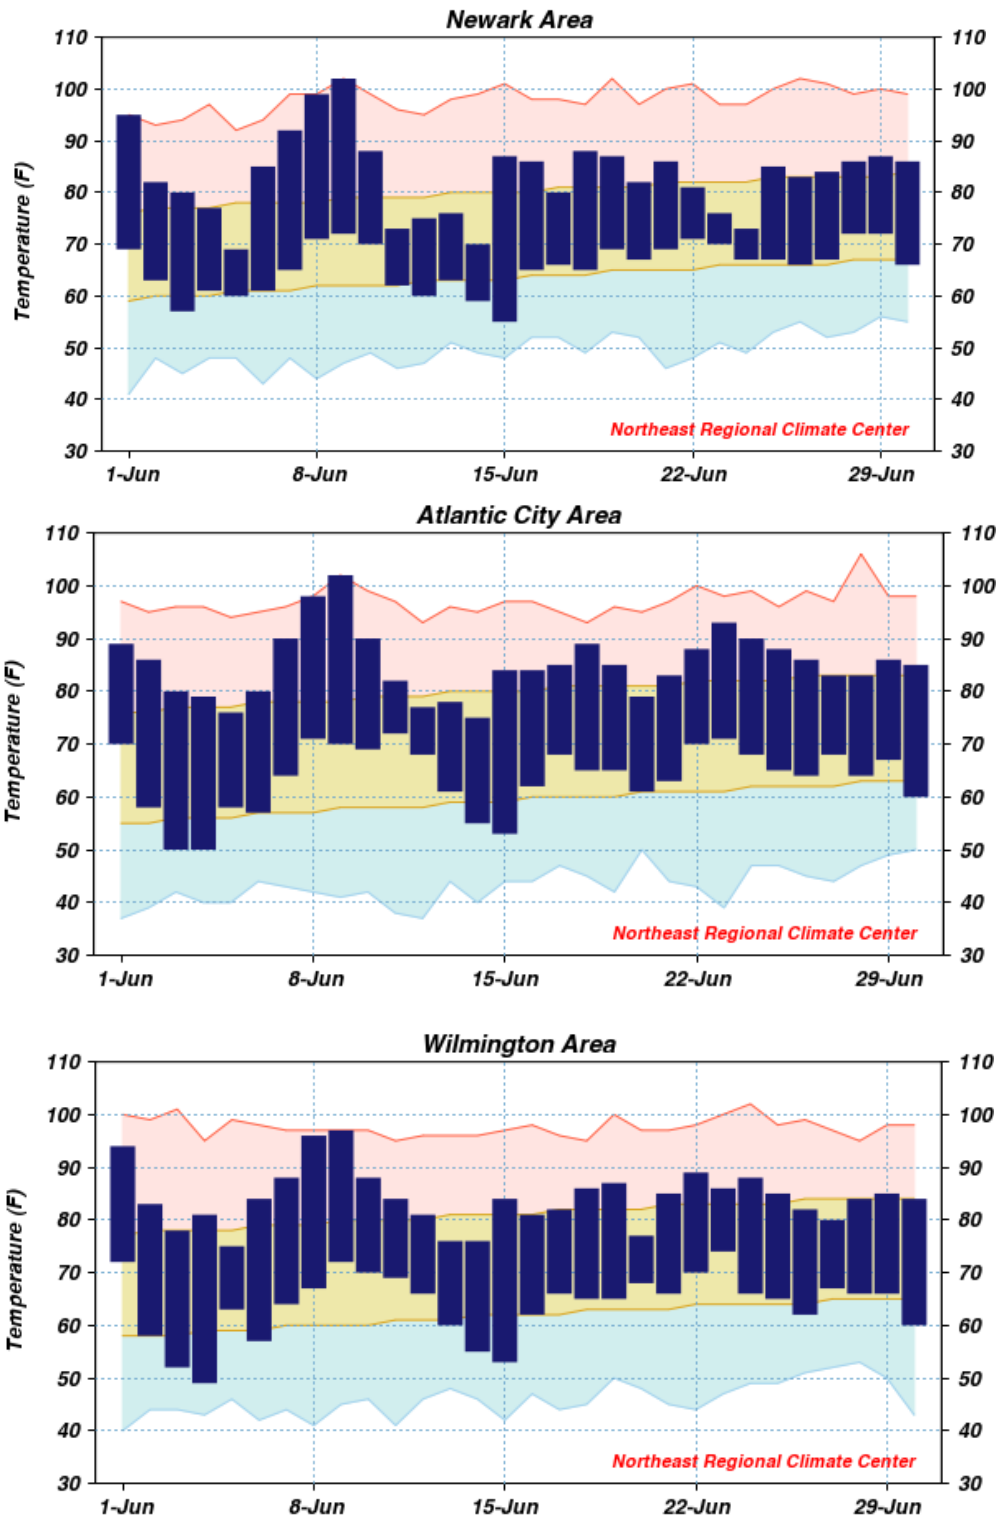 Newark Area
110 110
100 100
90 90
80 80
70 70
60 60
50 50
40 40
30 30
Temperature (F)
Northeast Regional Climate Center
1-Jun 8-Jun 15-Jun 22-Jun 29-Jun
Atlantic City Area
110 110
100 100
90 90
80 80
70 70
60 60
50 50
40 40
30 30
Temperature (F)
Northeast Regional Climate Center
1-Jun 8-Jun 15-Jun 22-Jun 29-Jun
Wilmington Area
110 110
100 100
90 90
80 80
70 70
60 60
50 50
40 40
30 30
Temperature (F)
Northeast Regional Climate Center
1-Jun 8-Jun 15-Jun 22-Jun 29-Jun